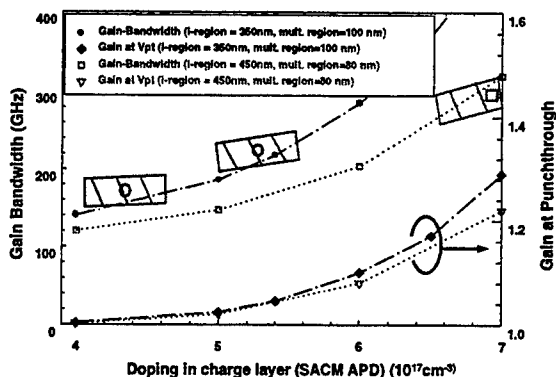 Gain-Bandwidth (i-region = 350nm, mult. region=100 nm)
Gain at Vpt (i-region = 350nm, mult. region=100 nm)
Gain-Bandwidth (i-region = 450nm, mult. region=80 nm)
Gain at Vpt (i-region = 450nm, mult. region=80 nm)
Gain Bandwidth (GHz)
400
300
200
100
0
1.6
1.4
1.2
1.0
Gain at Punchthrough
4
5
6
7
Doping in charge layer (SACM APD) (10¹⁷cm⁻³)